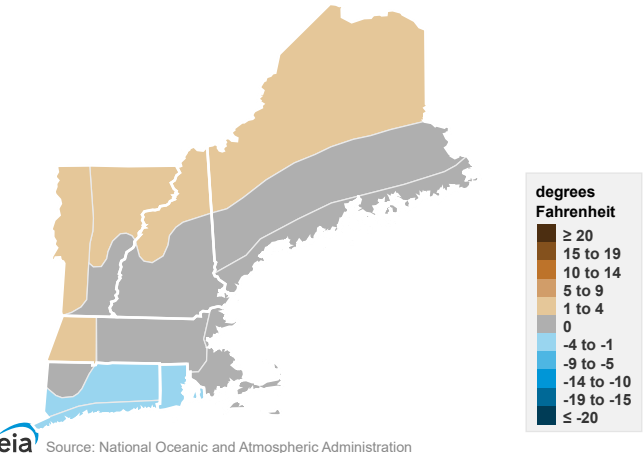 degrees
Fahrenheit
≥ 20
15 to 19
10 to 14
5 to 9
1 to 4
0
-4 to -1
-9 to -5
-14 to -10
-19 to -15
≤ -20
eia Source: National Oceanic and Atmospheric Administration